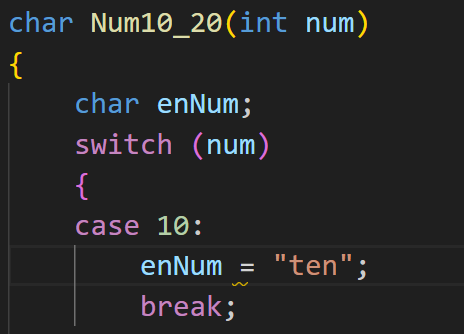 char Num10_20(int num)
{
    char enNum;
    switch (num)
    {
    case 10:
        enNum = "ten";
        break;